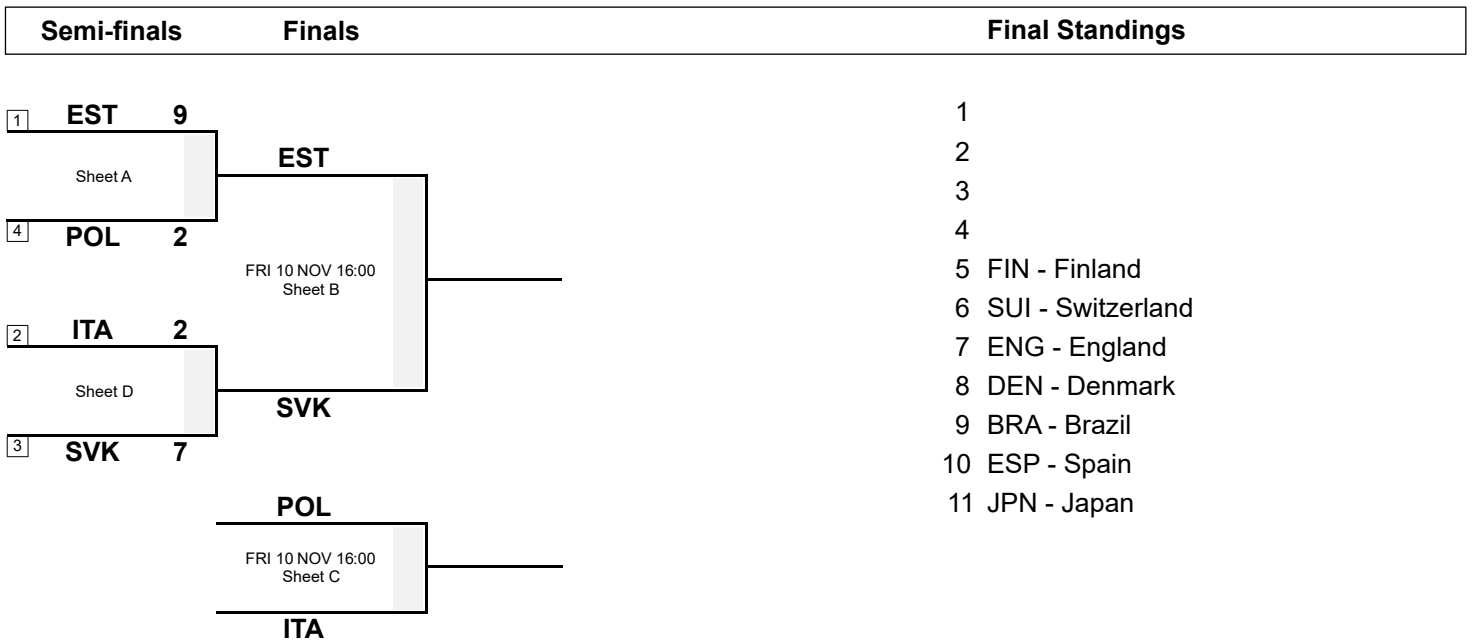 Semi-finals Finals Final Standings
1 EST 9
Sheet A
4 POL 2
EST
FRI 10 NOV 16:00
Sheet B
SVK
2 ITA 2
Sheet D
3 SVK 7
POL
FRI 10 NOV 16:00
Sheet C
ITA
1
2
3
4
5 FIN - Finland
6 SUI - Switzerland
7 ENG - England
8 DEN - Denmark
9 BRA - Brazil
10 ESP - Spain
11 JPN - Japan